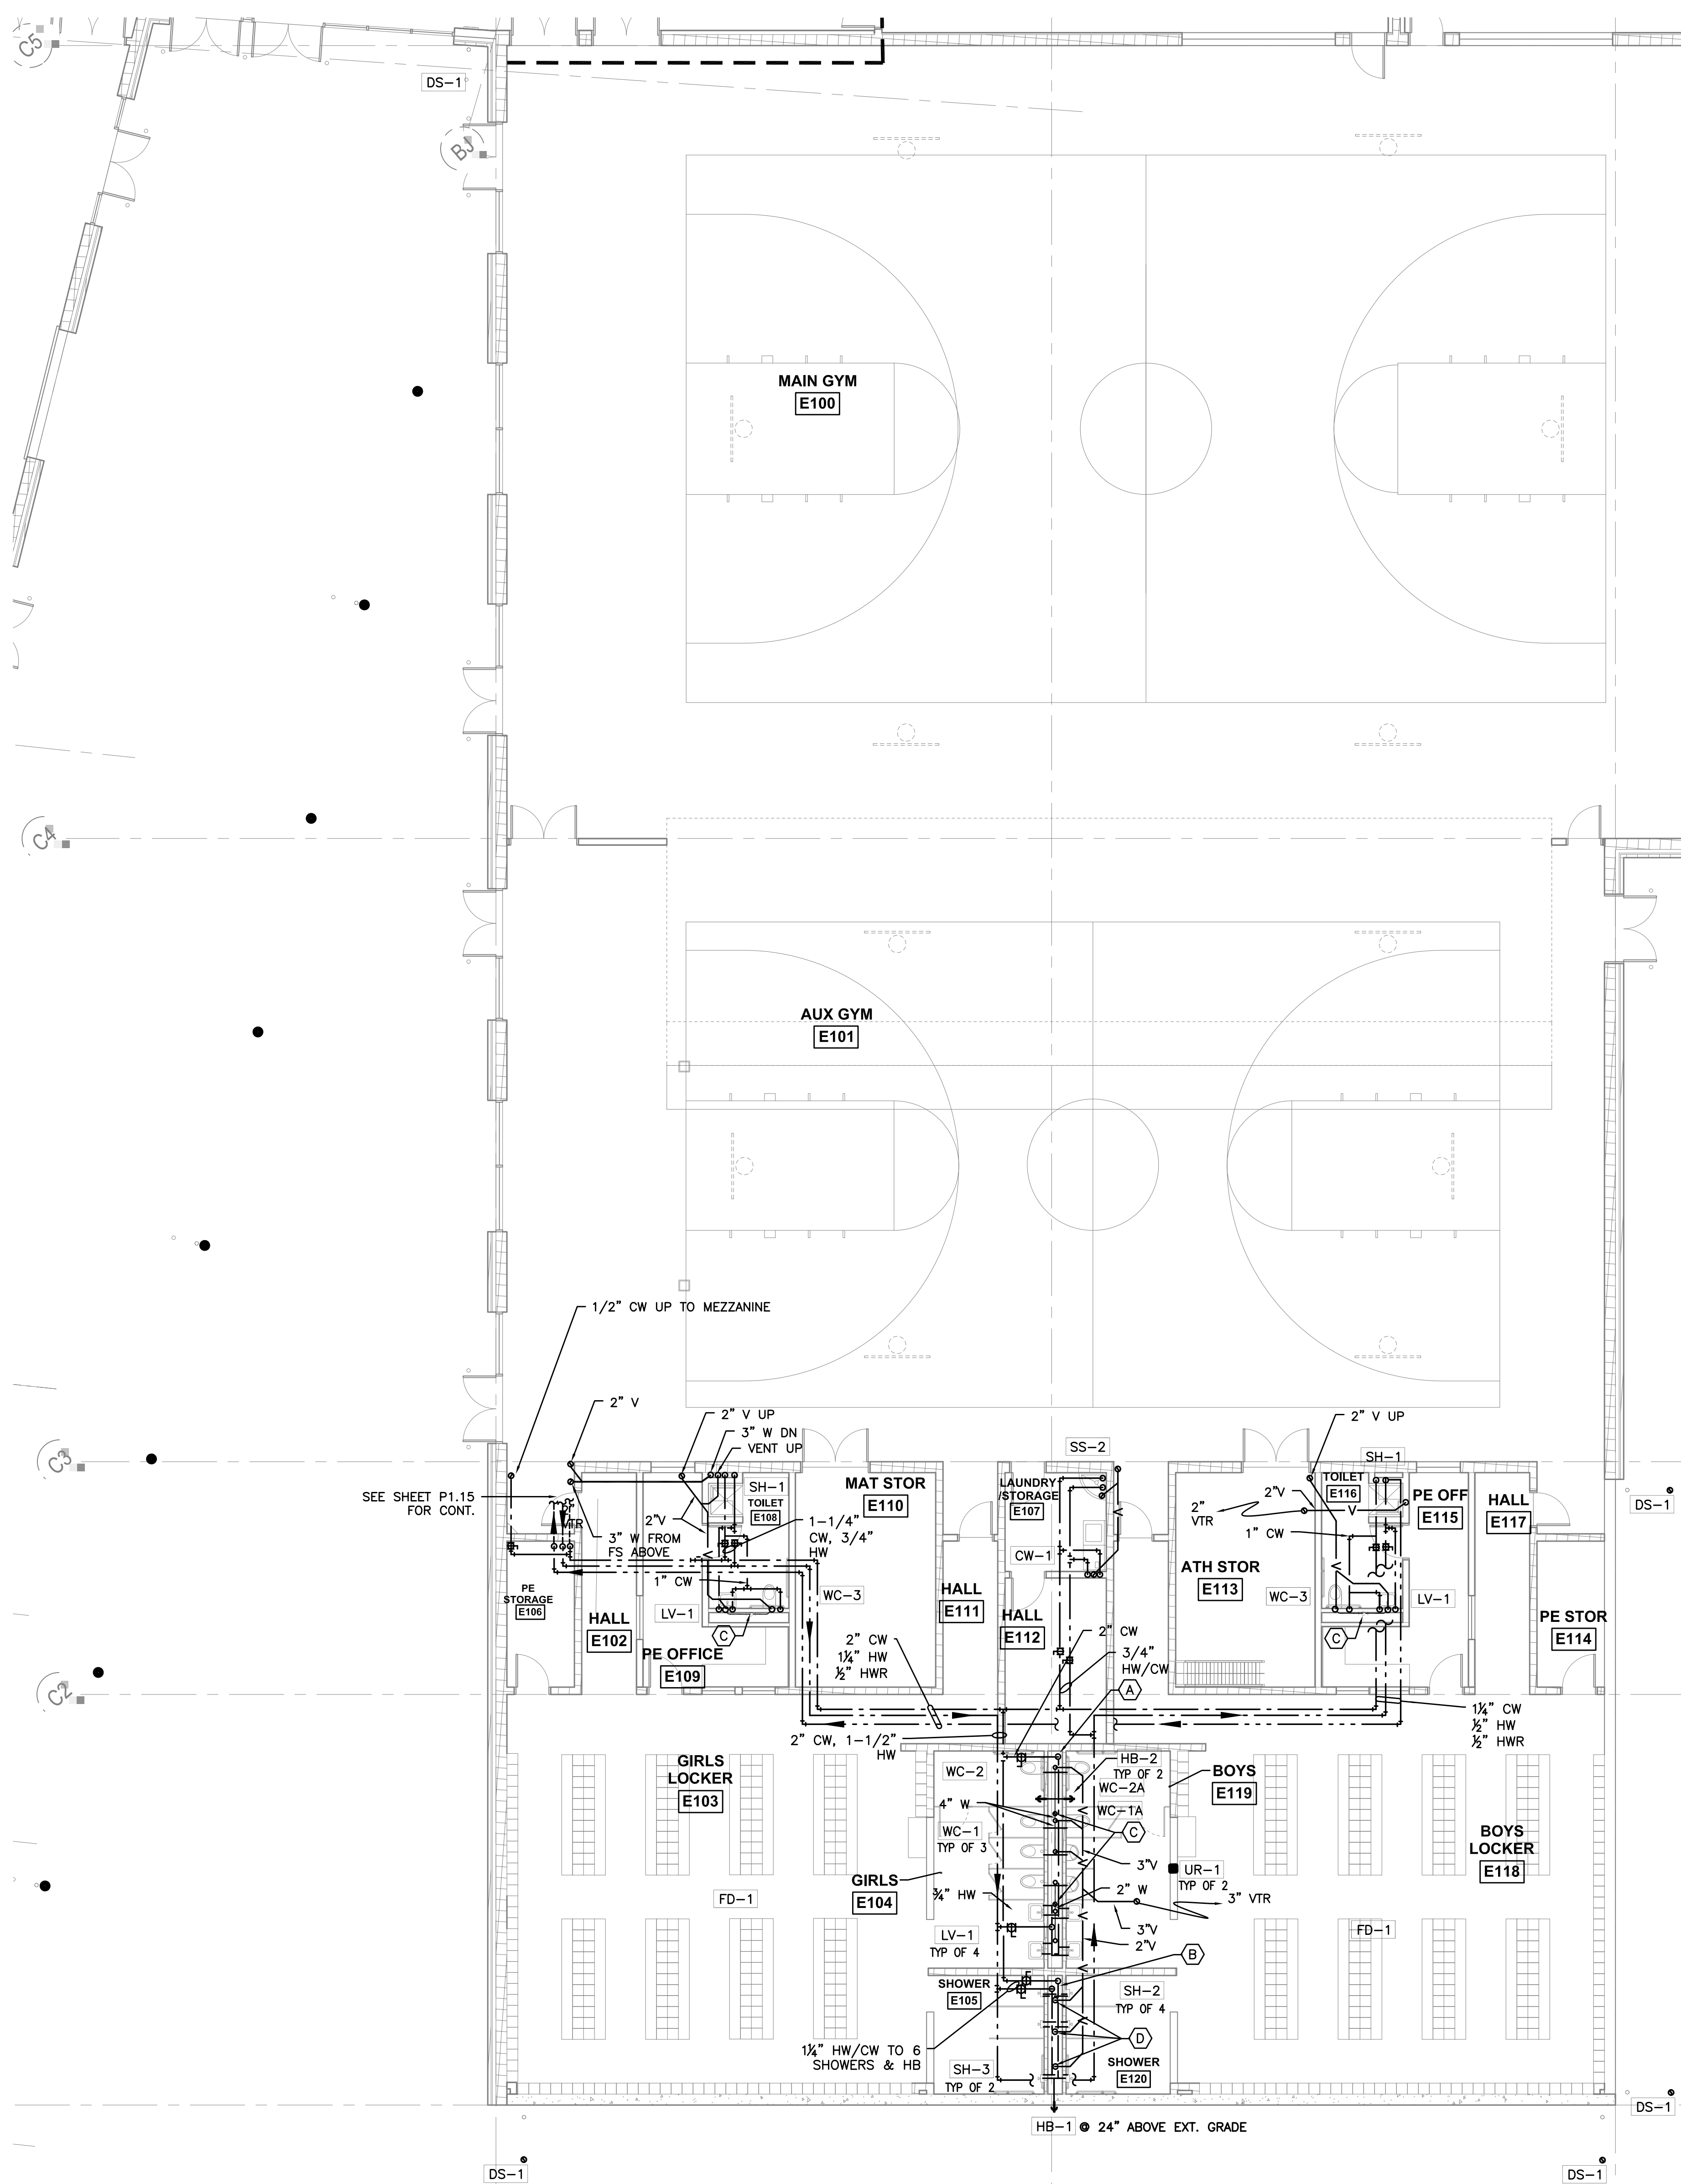 C5
DS-1
BJ
MAIN GYM
E100
C4
AUX GYM
E101
1/2" CW UP TO MEZZANINE
2" V
2" V UP
3" W DN
VENT UP
SS-2
2" V UP
C3
SEE SHEET P1.15
FOR CONT.
VTR
3" W FROM
FS ABOVE
2"V
SH-1
TOILET
E108
MAT STOR
E110
1-1/4"
CW, 3/4"
HW
LAUNDRY
/STORAGE
E107
CW-1
2"
VTR
2"V
1" CW
SH-1
TOILET
E116
V
PE OFF
E115
HALL
E117
DS-1
1" CW
WC-3
LV-1
C
PE
STORAGE
E106
HALL
E102
PE OFFICE
E109
HALL
E111
HALL
E112
ATH STOR
E113
WC-3
LV-1
C
PE STOR
E114
C2
2" CW
1¼" HW
½" HWR
2" CW
3/4"
HW/CW
A
2" CW, 1-1/2"
HW
1¼" CW
½" HW
½" HWR
GIRLS
LOCKER
E103
WC-2
HB-2
TYP OF 2
WC-2A
BOYS
E119
4" W
WC-1A
WC-1
TYP OF 3
C
BOYS
LOCKER
E118
3"V
UR-1
TYP OF 2
GIRLS
E104
¾" HW
2" W
3" VTR
FD-1
LV-1
TYP OF 4
3"V
2"V
FD-1
B
SHOWER
E105
SH-2
TYP OF 4
D
1¼" HW/CW TO 6
SHOWERS & HB
SH-3
TYP OF 2
SHOWER
E120
HB-1 @ 24" ABOVE EXT. GRADE
DS-1
DS-1
DS-1